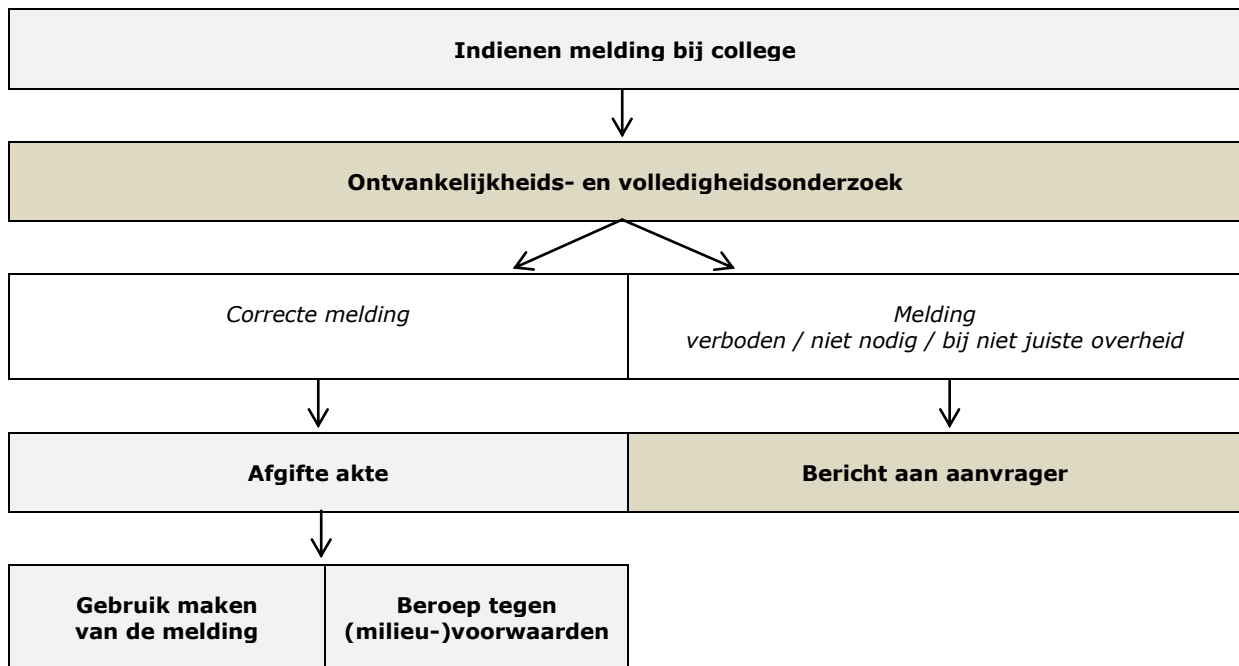 Indienen melding bij college
Ontvankelijkheids- en volledigheidsonderzoek
Correcte melding
Melding
verboden / niet nodig / bij niet juiste overheid
Afgifte akte
Bericht aan aanvrager
Gebruik maken
van de melding
Beroep tegen
(milieu-)voorwaarden